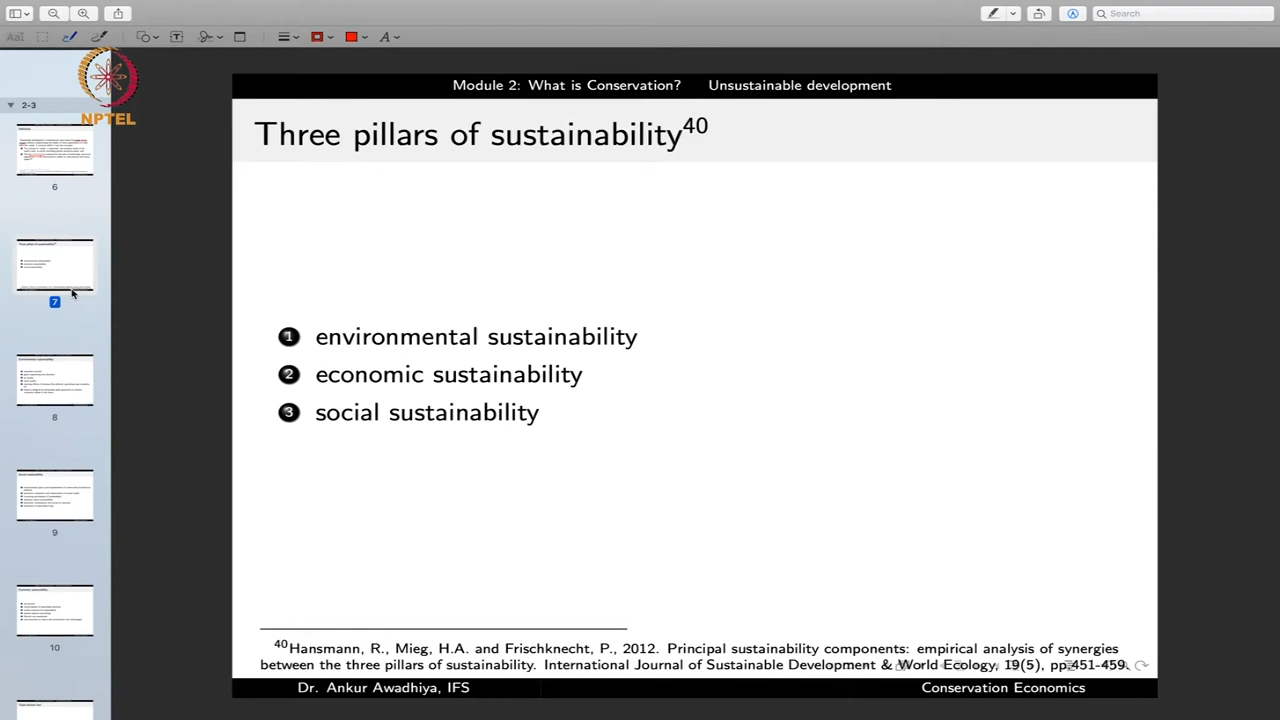 Search
AaI
A
NPTEL
2-3
6
7
8
9
10
Module 2: What is Conservation? Unsustainable development
Three pillars of sustainability40
1 environmental sustainability
2 economic sustainability
3 social sustainability
40Hansmann, R., Mieg, H.A. and Frischknecht, P., 2012. Principal sustainability components: empirical analysis of synergies
between the three pillars of sustainability. International Journal of Sustainable Development & World Ecology, 19(5), pp.451-459.
Dr. Ankur Awadhiya, IFS Conservation Economics